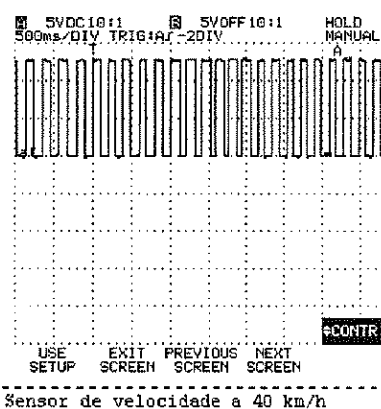 A 5VDC10:1 B 5VOFF10:1 HOLD
500ms/DIV TRIG:A -2DIV MANUAL
A
CONTR
USE EXIT PREVIOUS NEXT
SETUP SCREEN SCREEN SCREEN
Sensor de velocidade a 40 km/h